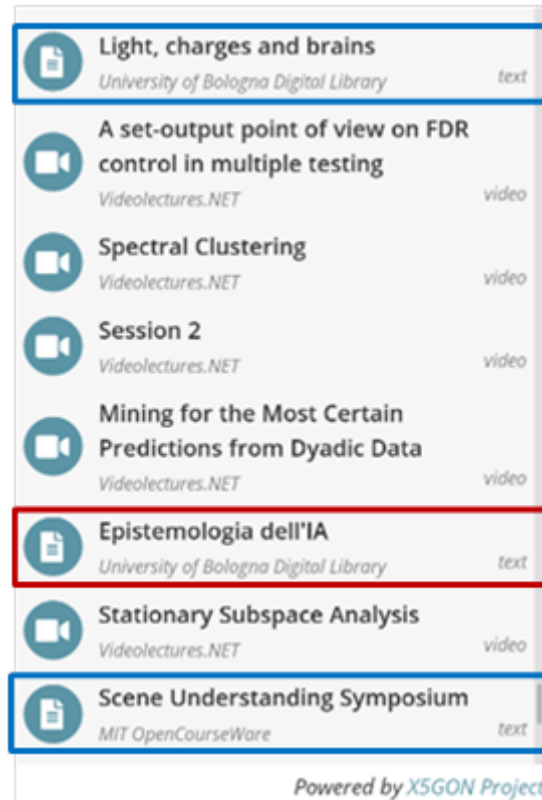 Light, charges and brains
University of Bologna Digital Library
text
A set-output point of view on FDR
control in multiple testing
Videolectures.NET
video
Spectral Clustering
Videolectures.NET
video
Session 2
Videolectures.NET
video
Mining for the Most Certain
Predictions from Dyadic Data
Videolectures.NET
video
Epistemologia dell'IA
University of Bologna Digital Library
text
Stationary Subspace Analysis
Videolectures.NET
video
Scene Understanding Symposium
MIT OpenCourseWare
text
Powered by X5GON Project